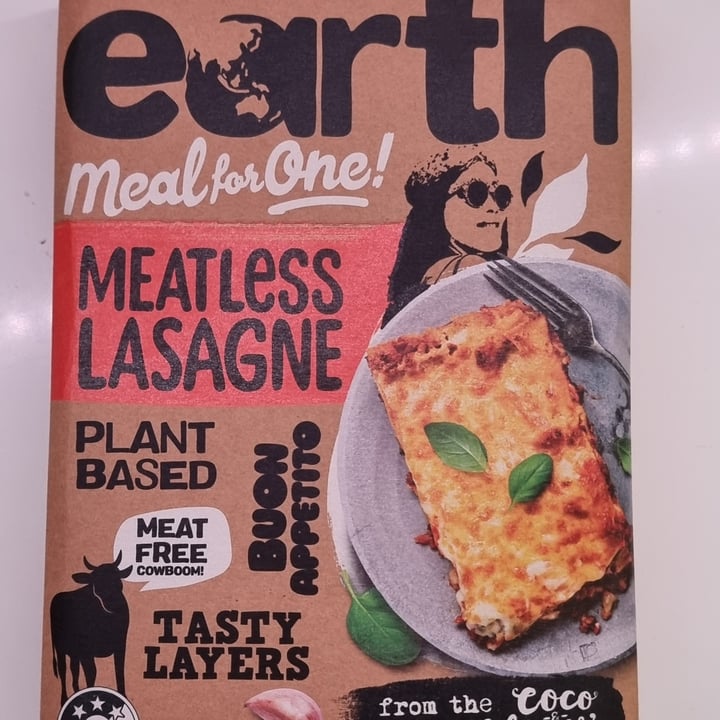 earth
Meal for One!
MEATLESS
LASAGNE
PLANT
BASED
BUON
APPETITO
MEAT
FREE
COWBOOM!
TASTY
LAYERS
from the Coco
&